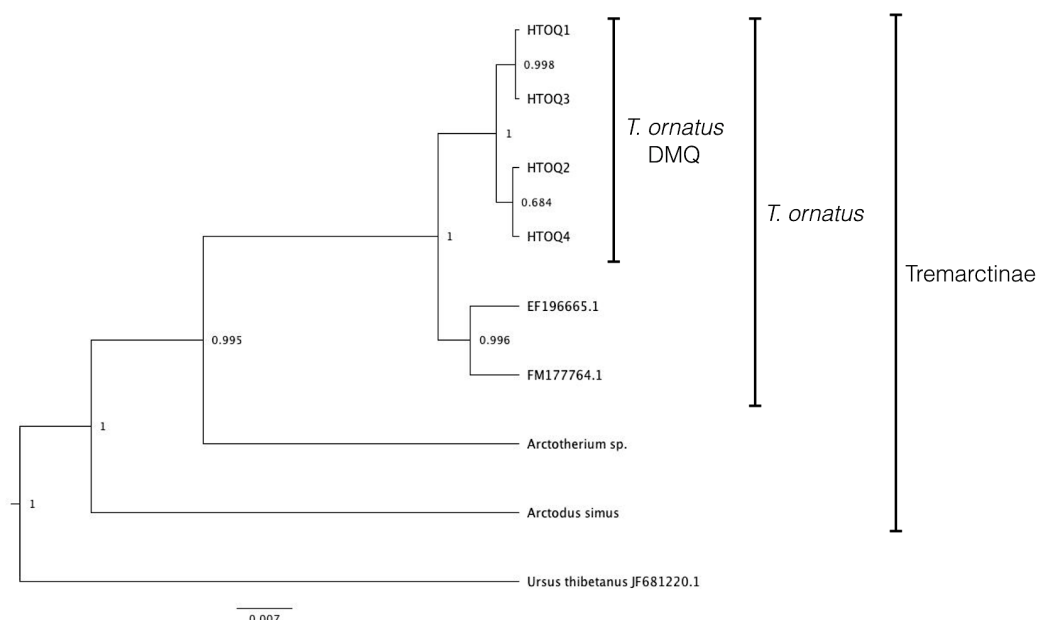 HTOQ1
0.998
HTOQ3
1
HTOQ2
0.684
HTOQ4
T. ornatus
DMQ
T. ornatus
Tremarctinae
1
EF196665.1
0.996
FM177764.1
0.995
Arctotherium sp.
1
Arctodus simus
1
Ursus thibetanus JF681220.1
0.007